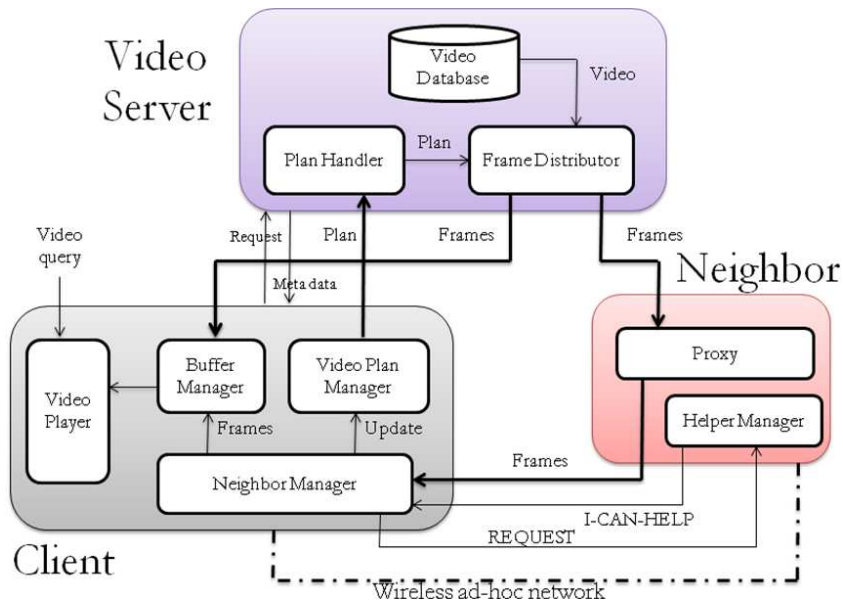 Video
Server
Video
Database
Video
Plan Handler
Plan
Frame Distributor
Video
query
Request
Plan
Frames
Frames
Meta data
Neighbor
Proxy
Helper Manager
Video
Player
Buffer
Manager
Video Plan
Manager
Frames
Update
Neighbor Manager
Frames
I-CAN-HELP
REQUEST
Client
Wireless ad-hoc network